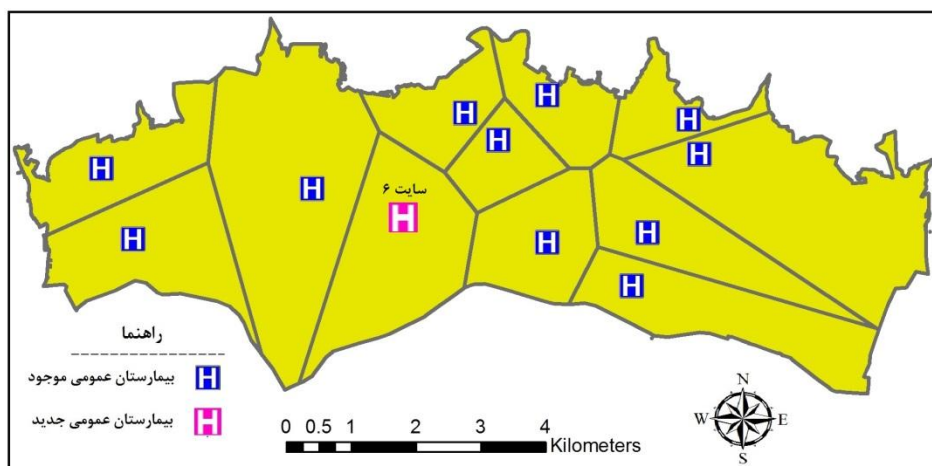 سایت ۶
راهنما
بیمارستان عمومی موجود
بیمارستان عمومی جدید
0 0.5 1 2 3 4
Kilometers
N
W E
S
H
H
H
H
H
H
H
H
H
H
H
H
H
H